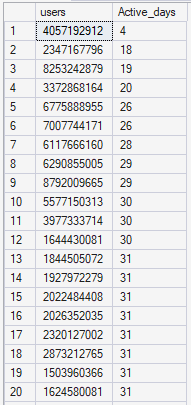 users Active_days
1 4057192912 4
2 2347167796 18
3 8253242879 19
4 3372868164 20
5 6775888955 26
6 7007744171 26
7 6117666160 28
8 6290855005 29
9 8792009665 29
10 5577150313 30
11 3977333714 30
12 1644430081 30
13 1844505072 31
14 1927972279 31
15 2022484408 31
16 2026352035 31
17 2320127002 31
18 2873212765 31
19 1503960366 31
20 1624580081 31